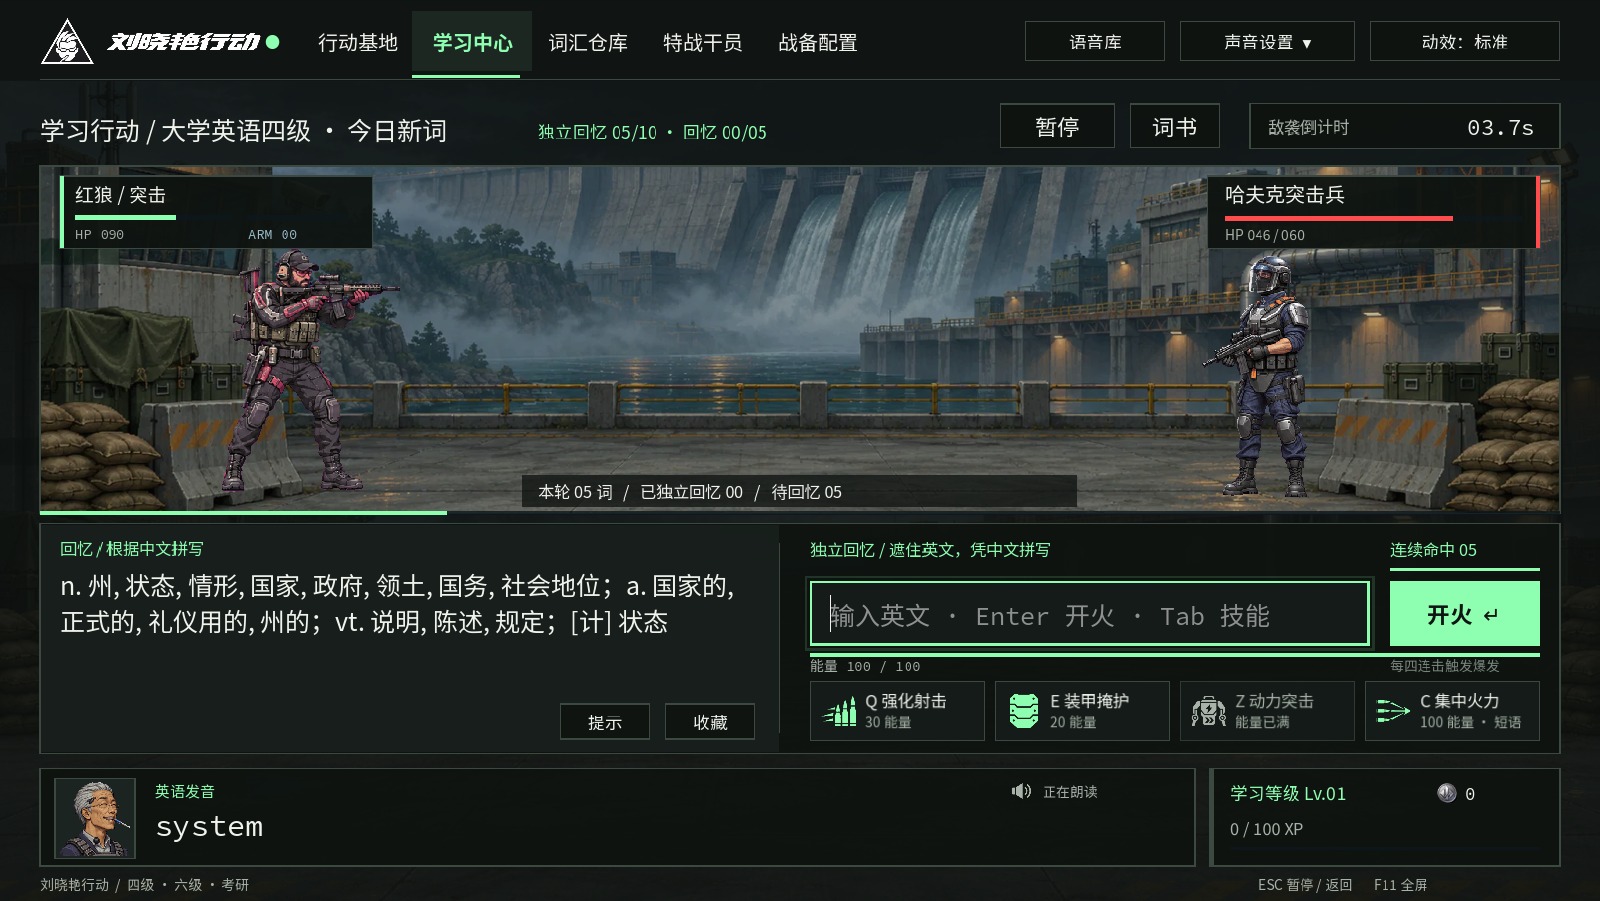 刘晓艳行动
行动基地 学习中心 词汇仓库 特战干员 战备配置
语音库 声音设置 ▼ 动效：标准
学习行动 / 大学英语四级 · 今日新词
独立回忆 05/10 · 回忆 00/05
暂停 词书
敌袭倒计时 03.7s
红狼 / 突击
HP 090 ARM 00
哈夫克突击兵
HP 046 / 060
本轮 05 词 / 已独立回忆 00 / 待回忆 05
回忆 / 根据中文拼写
n. 州, 状态, 情形, 国家, 政府, 领土, 国务, 社会地位；a. 国家的,
正式的, 礼仪用的, 州的；vt. 说明, 陈述, 规定；[计] 状态
提示 收藏
独立回忆 / 遮住英文，凭中文拼写
连续命中 05
输入英文 · Enter 开火 · Tab 技能
开火 ↵
能量 100 / 100
每四连击触发爆发
Q 强化射击
30 能量
E 装甲掩护
20 能量
Z 动力突击
能量已满
C 集中火力
100 能量 · 短语
英语发音
正在朗读
system
学习等级 Lv.01
0
0 / 100 XP
刘晓艳行动 / 四级 · 六级 · 考研
ESC 暂停 / 返回 F11 全屏